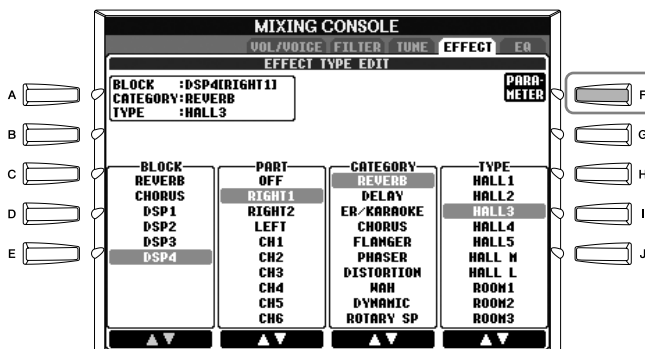 MIXING CONSOLE
VOL/VOICE FILTER TUNE EFFECT EQ
EFFECT TYPE EDIT
BLOCK :DSP4[RIGHT1]
CATEGORY:REVERB
TYPE :HALL3
PARA-
METER
A
B
C
D
E
F
G
H
I
J
BLOCK
REVERB
CHORUS
DSP1
DSP2
DSP3
DSP4
PART
OFF
RIGHT1
RIGHT2
LEFT
CH1
CH2
CH3
CH4
CH5
CH6
CATEGORY
REVERB
DELAY
ER/KARAOKE
CHORUS
FLANGER
PHASER
DISTORTION
WAH
DYNAMIC
ROTARY SP
TYPE
HALL1
HALL2
HALL3
HALL4
HALL5
HALL M
HALL L
ROOM1
ROOM2
ROOM3